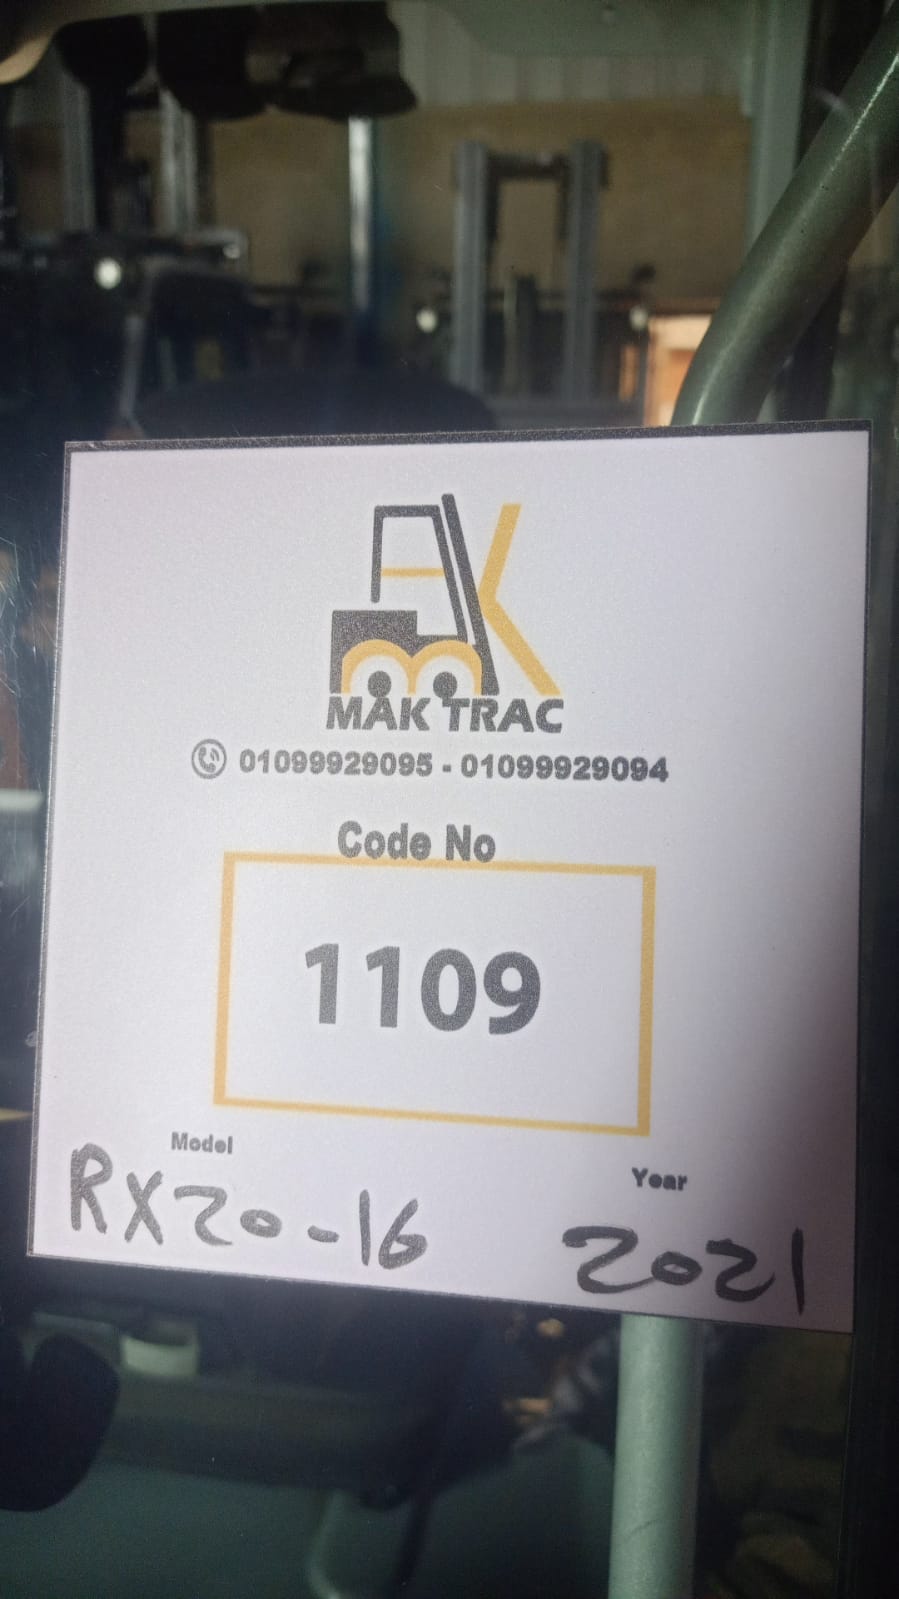 MAK TRAC
01099929095 - 01099929094
Code No
1109
Model
RX20-16
Year
2021